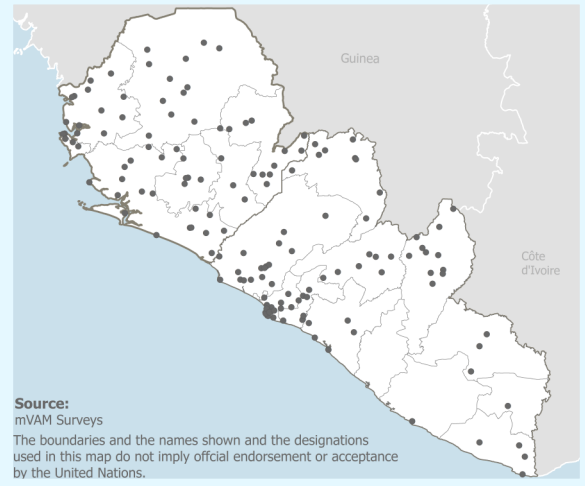 Guinea
Côte
d'Ivoire
Source:
mVAM Surveys
The boundaries and the names shown and the designations
used in this map do not imply offcial endorsement or acceptance
by the United Nations.